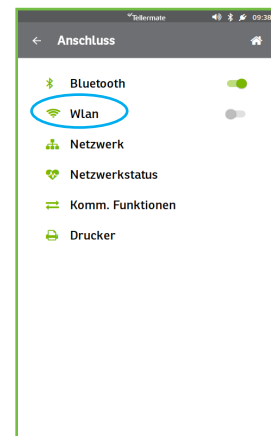 Tellermate 09:38
Anschluss
Bluetooth
Wlan
Netzwerk
Netzwerkstatus
Komm. Funktionen
Drucker